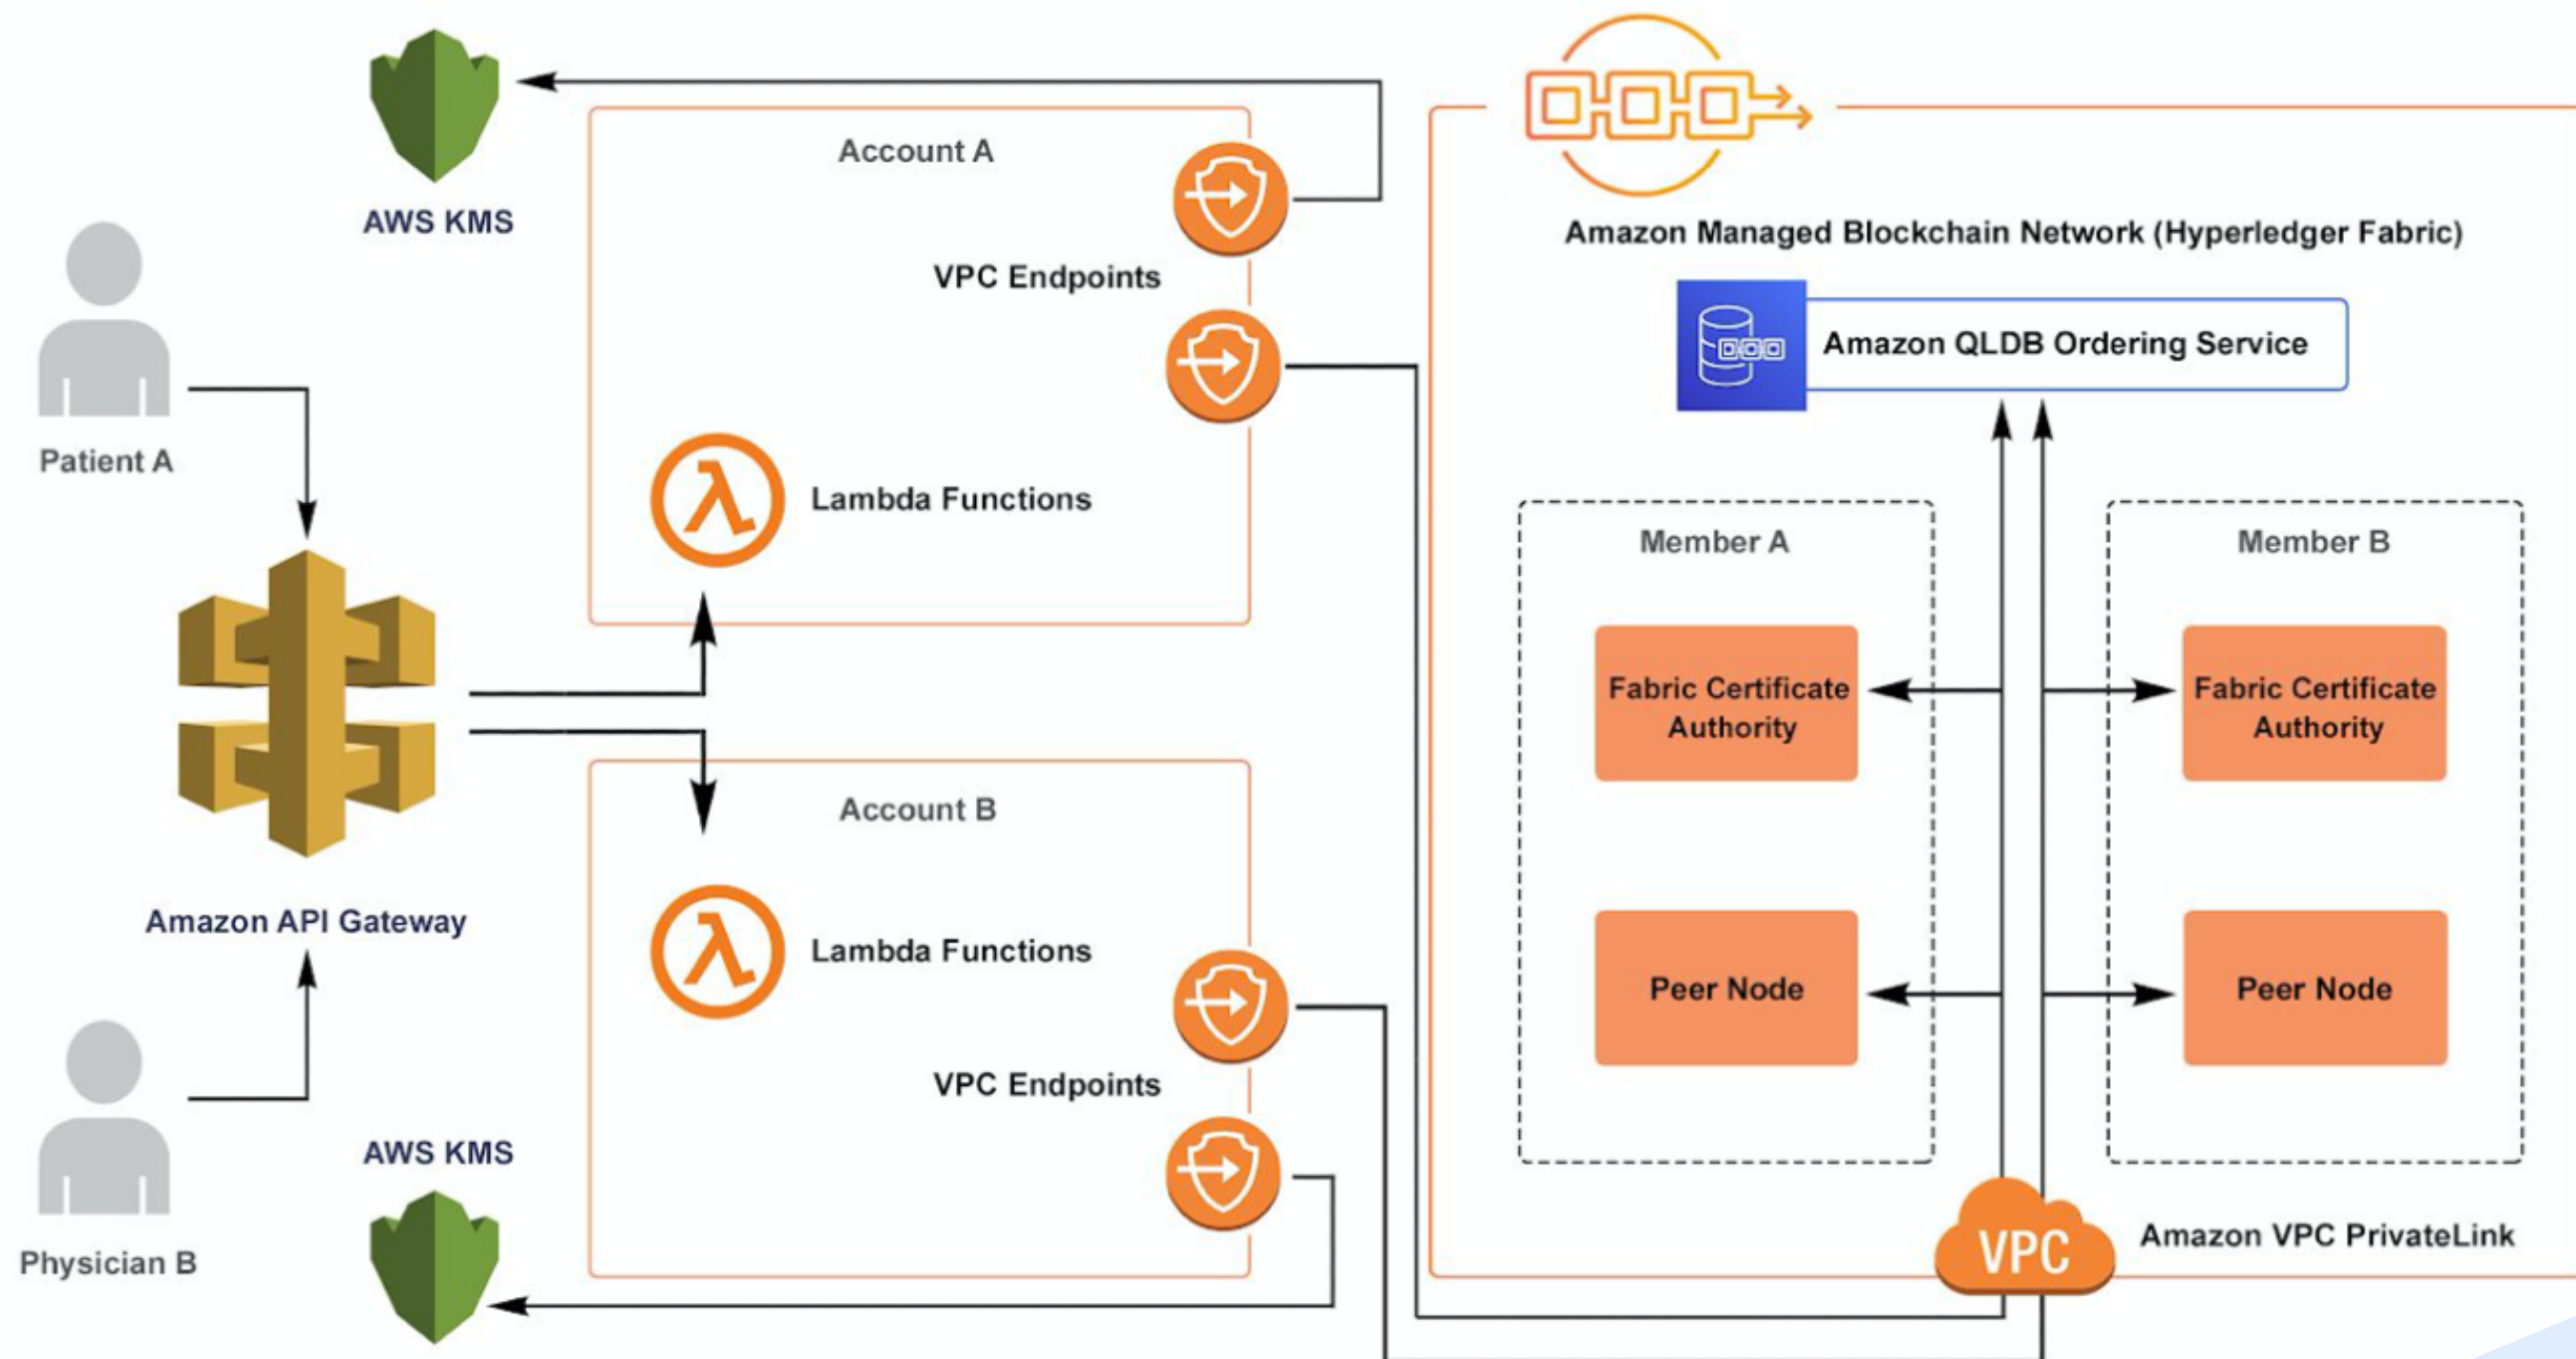 AWS KMS
Patient A
Amazon API Gateway
Physician B
AWS KMS
Account A
VPC Endpoints
Lambda Functions
Account B
Lambda Functions
VPC Endpoints
Amazon Managed Blockchain Network (Hyperledger Fabric)
Amazon QLDB Ordering Service
Member A
Fabric Certificate
Authority
Peer Node
Member B
Fabric Certificate
Authority
Peer Node
VPC
Amazon VPC PrivateLink